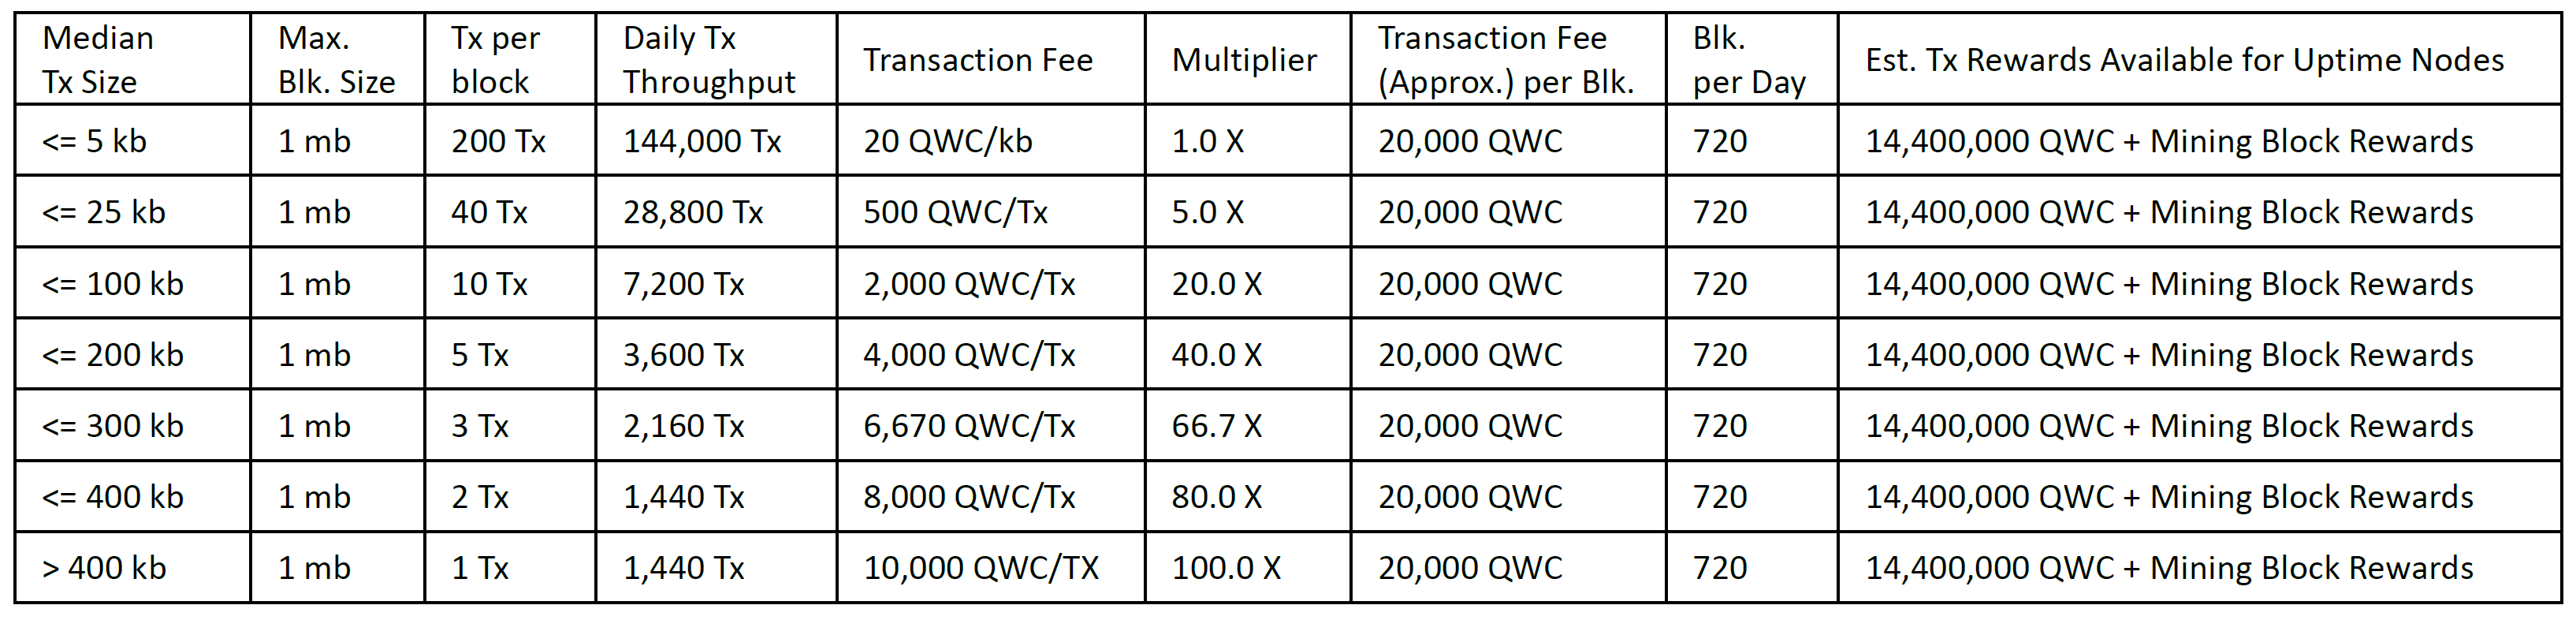 Median Tx Size | Max. Blk. Size | Tx per block | Daily Tx Throughput | Transaction Fee | Multiplier | Transaction Fee (Approx.) per Blk. | Blk. per Day | Est. Tx Rewards Available for Uptime Nodes
<= 5 kb | 1 mb | 200 Tx | 144,000 Tx | 20 QWC/kb | 1.0 X | 20,000 QWC | 720 | 14,400,000 QWC + Mining Block Rewards
<= 25 kb | 1 mb | 40 Tx | 28,800 Tx | 500 QWC/Tx | 5.0 X | 20,000 QWC | 720 | 14,400,000 QWC + Mining Block Rewards
<= 100 kb | 1 mb | 10 Tx | 7,200 Tx | 2,000 QWC/Tx | 20.0 X | 20,000 QWC | 720 | 14,400,000 QWC + Mining Block Rewards
<= 200 kb | 1 mb | 5 Tx | 3,600 Tx | 4,000 QWC/Tx | 40.0 X | 20,000 QWC | 720 | 14,400,000 QWC + Mining Block Rewards
<= 300 kb | 1 mb | 3 Tx | 2,160 Tx | 6,670 QWC/Tx | 66.7 X | 20,000 QWC | 720 | 14,400,000 QWC + Mining Block Rewards
<= 400 kb | 1 mb | 2 Tx | 1,440 Tx | 8,000 QWC/Tx | 80.0 X | 20,000 QWC | 720 | 14,400,000 QWC + Mining Block Rewards
> 400 kb | 1 mb | 1 Tx | 1,440 Tx | 10,000 QWC/TX | 100.0 X | 20,000 QWC | 720 | 14,400,000 QWC + Mining Block Rewards